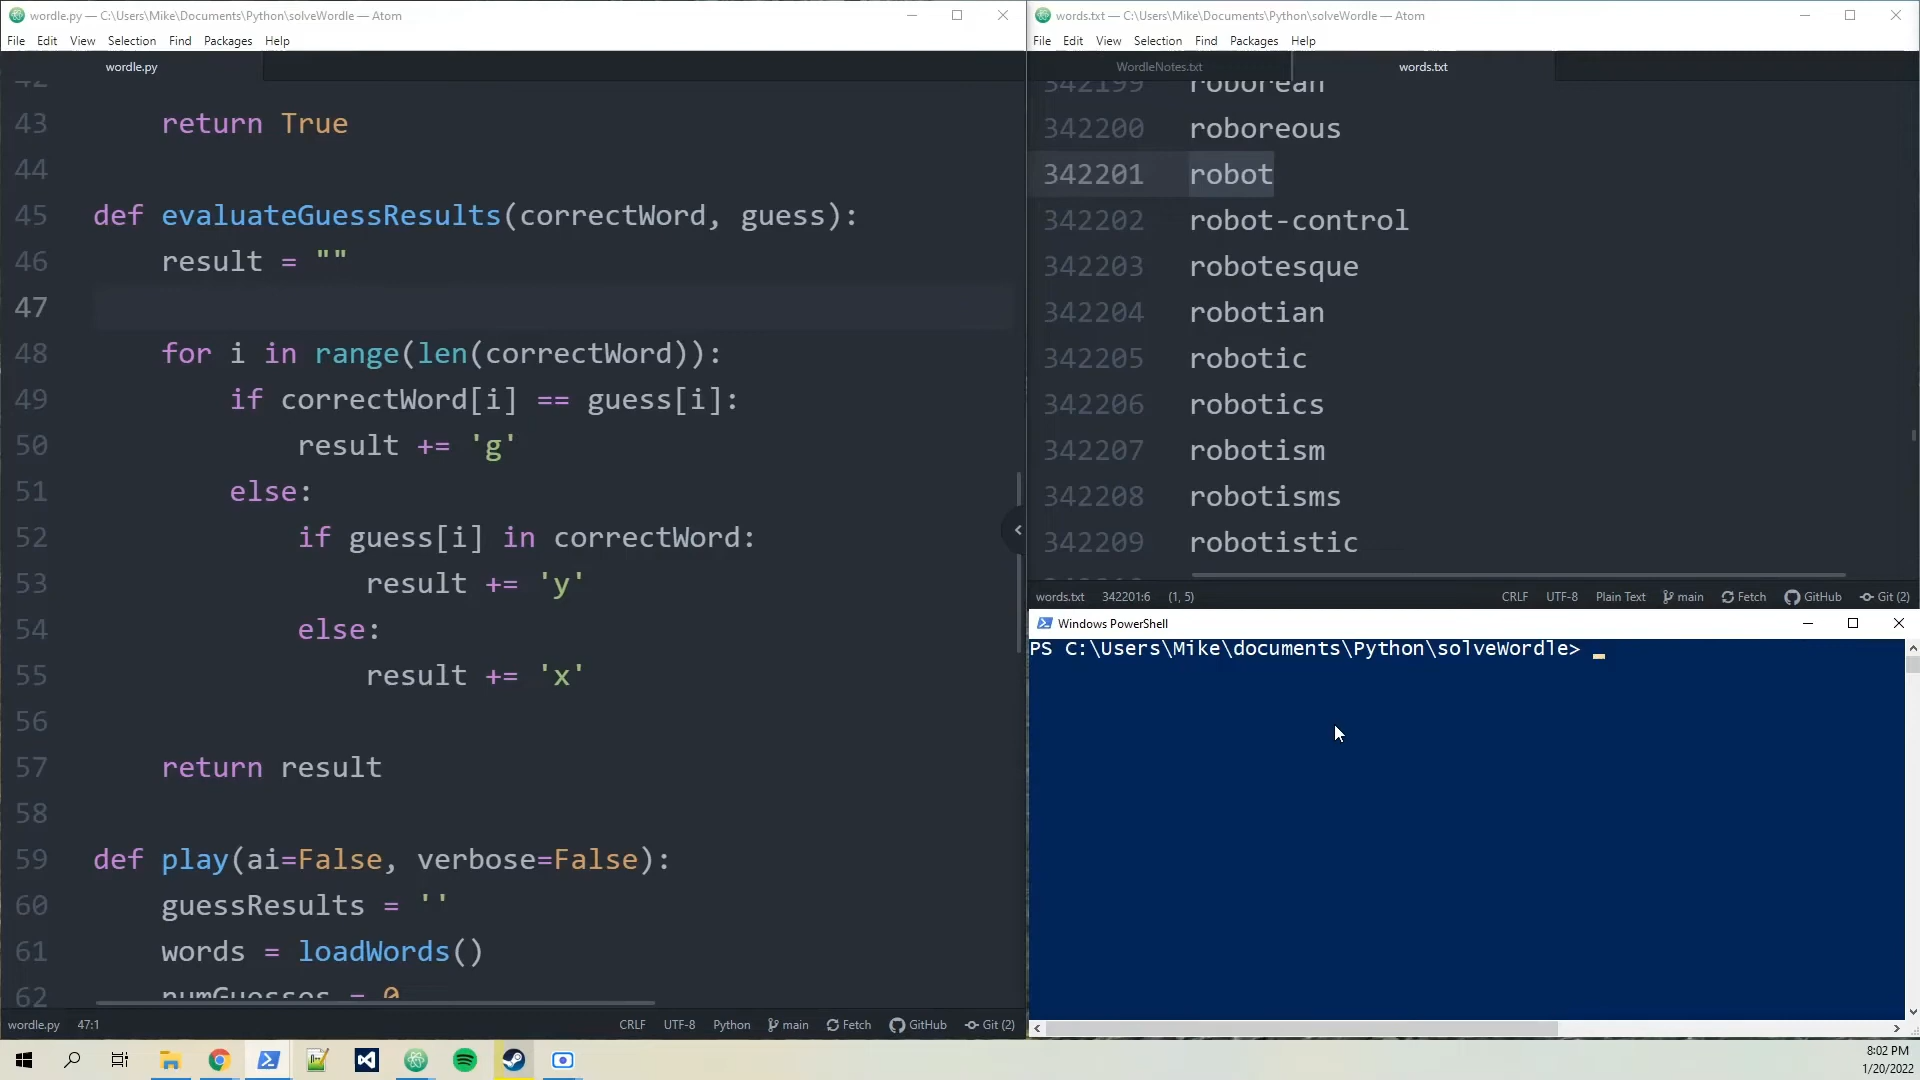 wordle.py — C:\Users\Mike\Documents\Python\solveWordle — Atom
File Edit View Selection Find Packages Help
wordle.py
42
43 return True
44
45 def evaluateGuessResults(correctWord, guess):
46 result = ""
47
48 for i in range(len(correctWord)):
49 if correctWord[i] == guess[i]:
50 result += 'g'
51 else:
52 if guess[i] in correctWord:
53 result += 'y'
54 else:
55 result += 'x'
56
57 return result
58
59 def play(ai=False, verbose=False):
60 guessResults = ''
61 words = loadWords()
62 numGuesses = 0
wordle.py 47:1 CRLF UTF-8 Python main Fetch GitHub Git (2)
words.txt — C:\Users\Mike\Documents\Python\solveWordle — Atom
File Edit View Selection Find Packages Help
WordleNotes.txt words.txt
342199 roborean
342200 roboreous
342201 robot
342202 robot-control
342203 robotesque
342204 robotian
342205 robotic
342206 robotics
342207 robotism
342208 robotisms
342209 robotistic
words.txt 342201:6 (1, 5) CRLF UTF-8 Plain Text main Fetch GitHub Git (2)
Windows PowerShell
PS C:\Users\Mike\documents\Python\solveWordle>
8:02 PM
1/20/2022